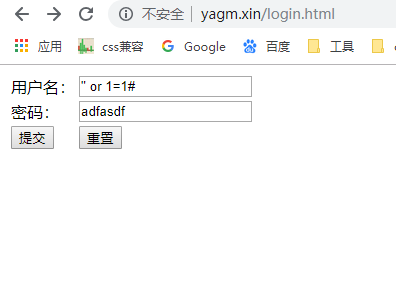 不安全 | yagm.xin/login.html
应用 css兼容 Google 百度 工具
用户名： " or 1=1#
密码： adfasdf
提交 重置